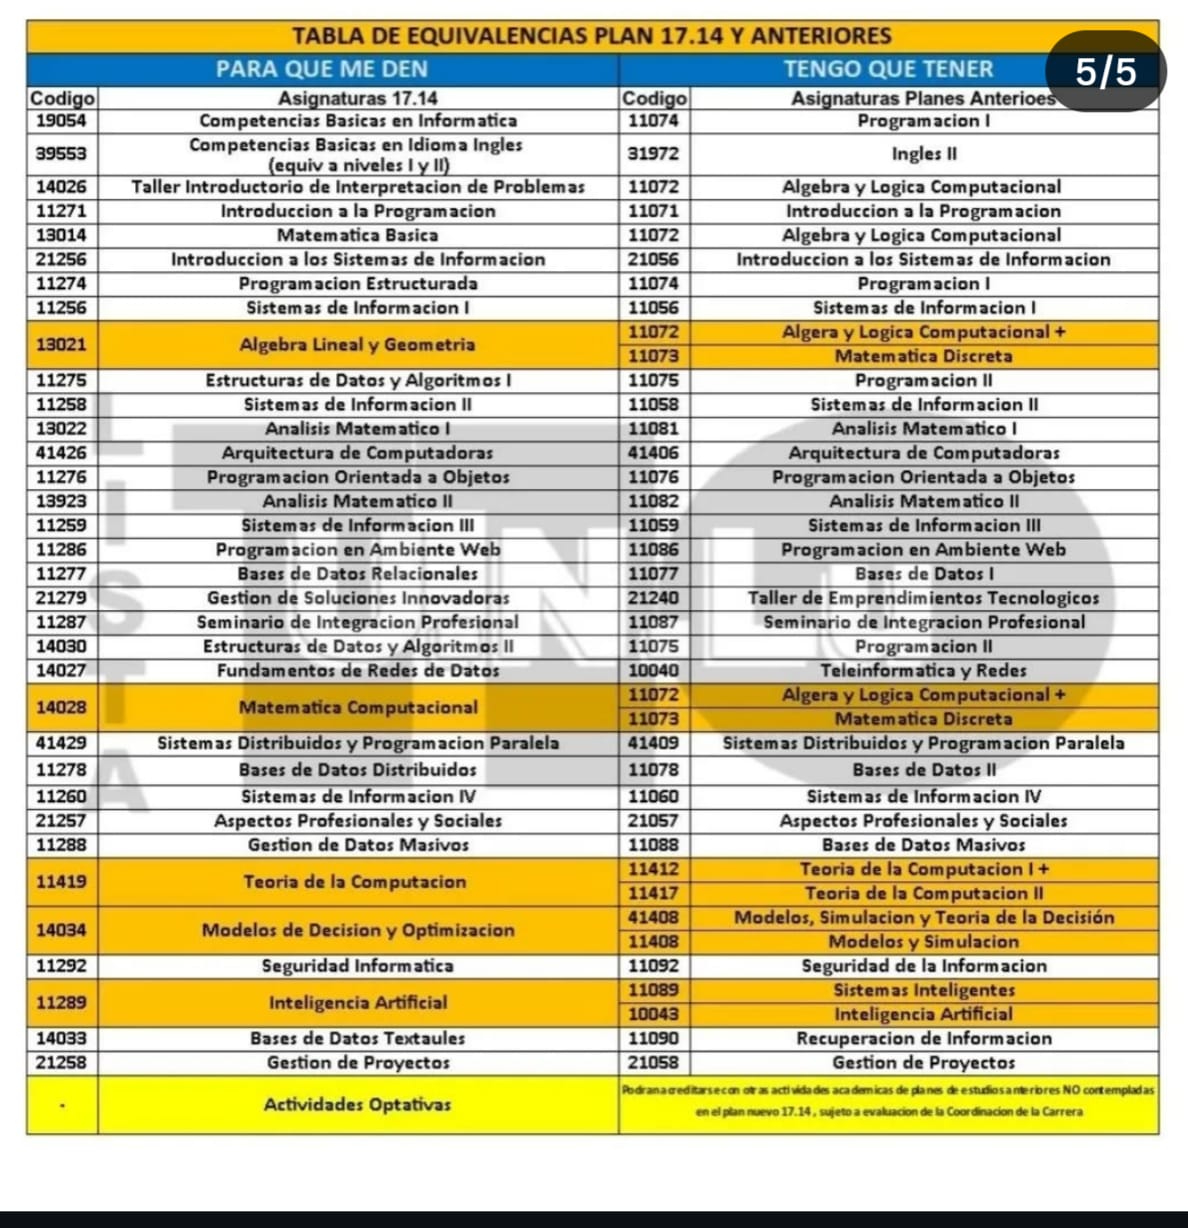 TABLA DE EQUIVALENCIAS PLAN 17.14 Y ANTERIORES
PARA QUE ME DEN TENGO QUE TENER
5/5
Codigo Asignaturas 17.14 Codigo Asignaturas Planes Anterioes
19054 Competencias Basicas en Informatica 11074 Programacion I
39553 Competencias Basicas en Idioma Ingles (equiv a niveles I y II) 31972 Ingles II
14026 Taller Introductorio de Interpretacion de Problemas 11072 Algebra y Logica Computacional
11271 Introduccion a la Programacion 11071 Introduccion a la Programacion
13014 Matematica Basica 11072 Algebra y Logica Computacional
21256 Introduccion a los Sistemas de Informacion 21056 Introduccion a los Sistemas de Informacion
11274 Programacion Estructurada 11074 Programacion I
11256 Sistemas de Informacion I 11056 Sistemas de Informacion I
13021 Algebra Lineal y Geometria 11072 Algera y Logica Computacional +
11073 Matematica Discreta
11275 Estructuras de Datos y Algoritmos I 11075 Programacion II
11258 Sistemas de Informacion II 11058 Sistemas de Informacion II
13022 Analisis Matematico I 11081 Analisis Matematico I
41426 Arquitectura de Computadoras 41406 Arquitectura de Computadoras
11276 Programacion Orientada a Objetos 11076 Programacion Orientada a Objetos
13923 Analisis Matematico II 11082 Analisis Matematico II
11259 Sistemas de Informacion III 11059 Sistemas de Informacion III
11286 Programacion en Ambiente Web 11086 Programacion en Ambiente Web
11277 Bases de Datos Relacionales 11077 Bases de Datos I
21279 Gestion de Soluciones Innovadoras 21240 Taller de Emprendimientos Tecnologicos
11287 Seminario de Integracion Profesional 11087 Seminario de Integracion Profesional
14030 Estructuras de Datos y Algoritmos II 11075 Programacion II
14027 Fundamentos de Redes de Datos 10040 Teleinformatica y Redes
14028 Matematica Computacional 11072 Algera y Logica Computacional +
11073 Matematica Discreta
41429 Sistemas Distribuidos y Programacion Paralela 41409 Sistemas Distribuidos y Programacion Paralela
11278 Bases de Datos Distribuidos 11078 Bases de Datos II
11260 Sistemas de Informacion IV 11060 Sistemas de Informacion IV
21257 Aspectos Profesionales y Sociales 21057 Aspectos Profesionales y Sociales
11288 Gestion de Datos Masivos 11088 Bases de Datos Masivos
11419 Teoria de la Computacion 11412 Teoria de la Computacion I +
11417 Teoria de la Computacion II
14034 Modelos de Decision y Optimizacion 41408 Modelos, Simulacion y Teoria de la Decisión
11408 Modelos y Simulacion
11292 Seguridad Informatica 11092 Seguridad de la Informacion
11289 Inteligencia Artificial 11089 Sistemas Inteligentes
10043 Inteligencia Artificial
14033 Bases de Datos Textaules 11090 Recuperacion de Informacion
21258 Gestion de Proyectos 21058 Gestion de Proyectos
. Actividades Optativas Podran acreditarse con otras actividades academicas de planes de estudios anteriores NO contempladas
en el plan nuevo 17.14 , sujeto a evaluacion de la Coordinacion de la Carrera
LISTA
UNLu